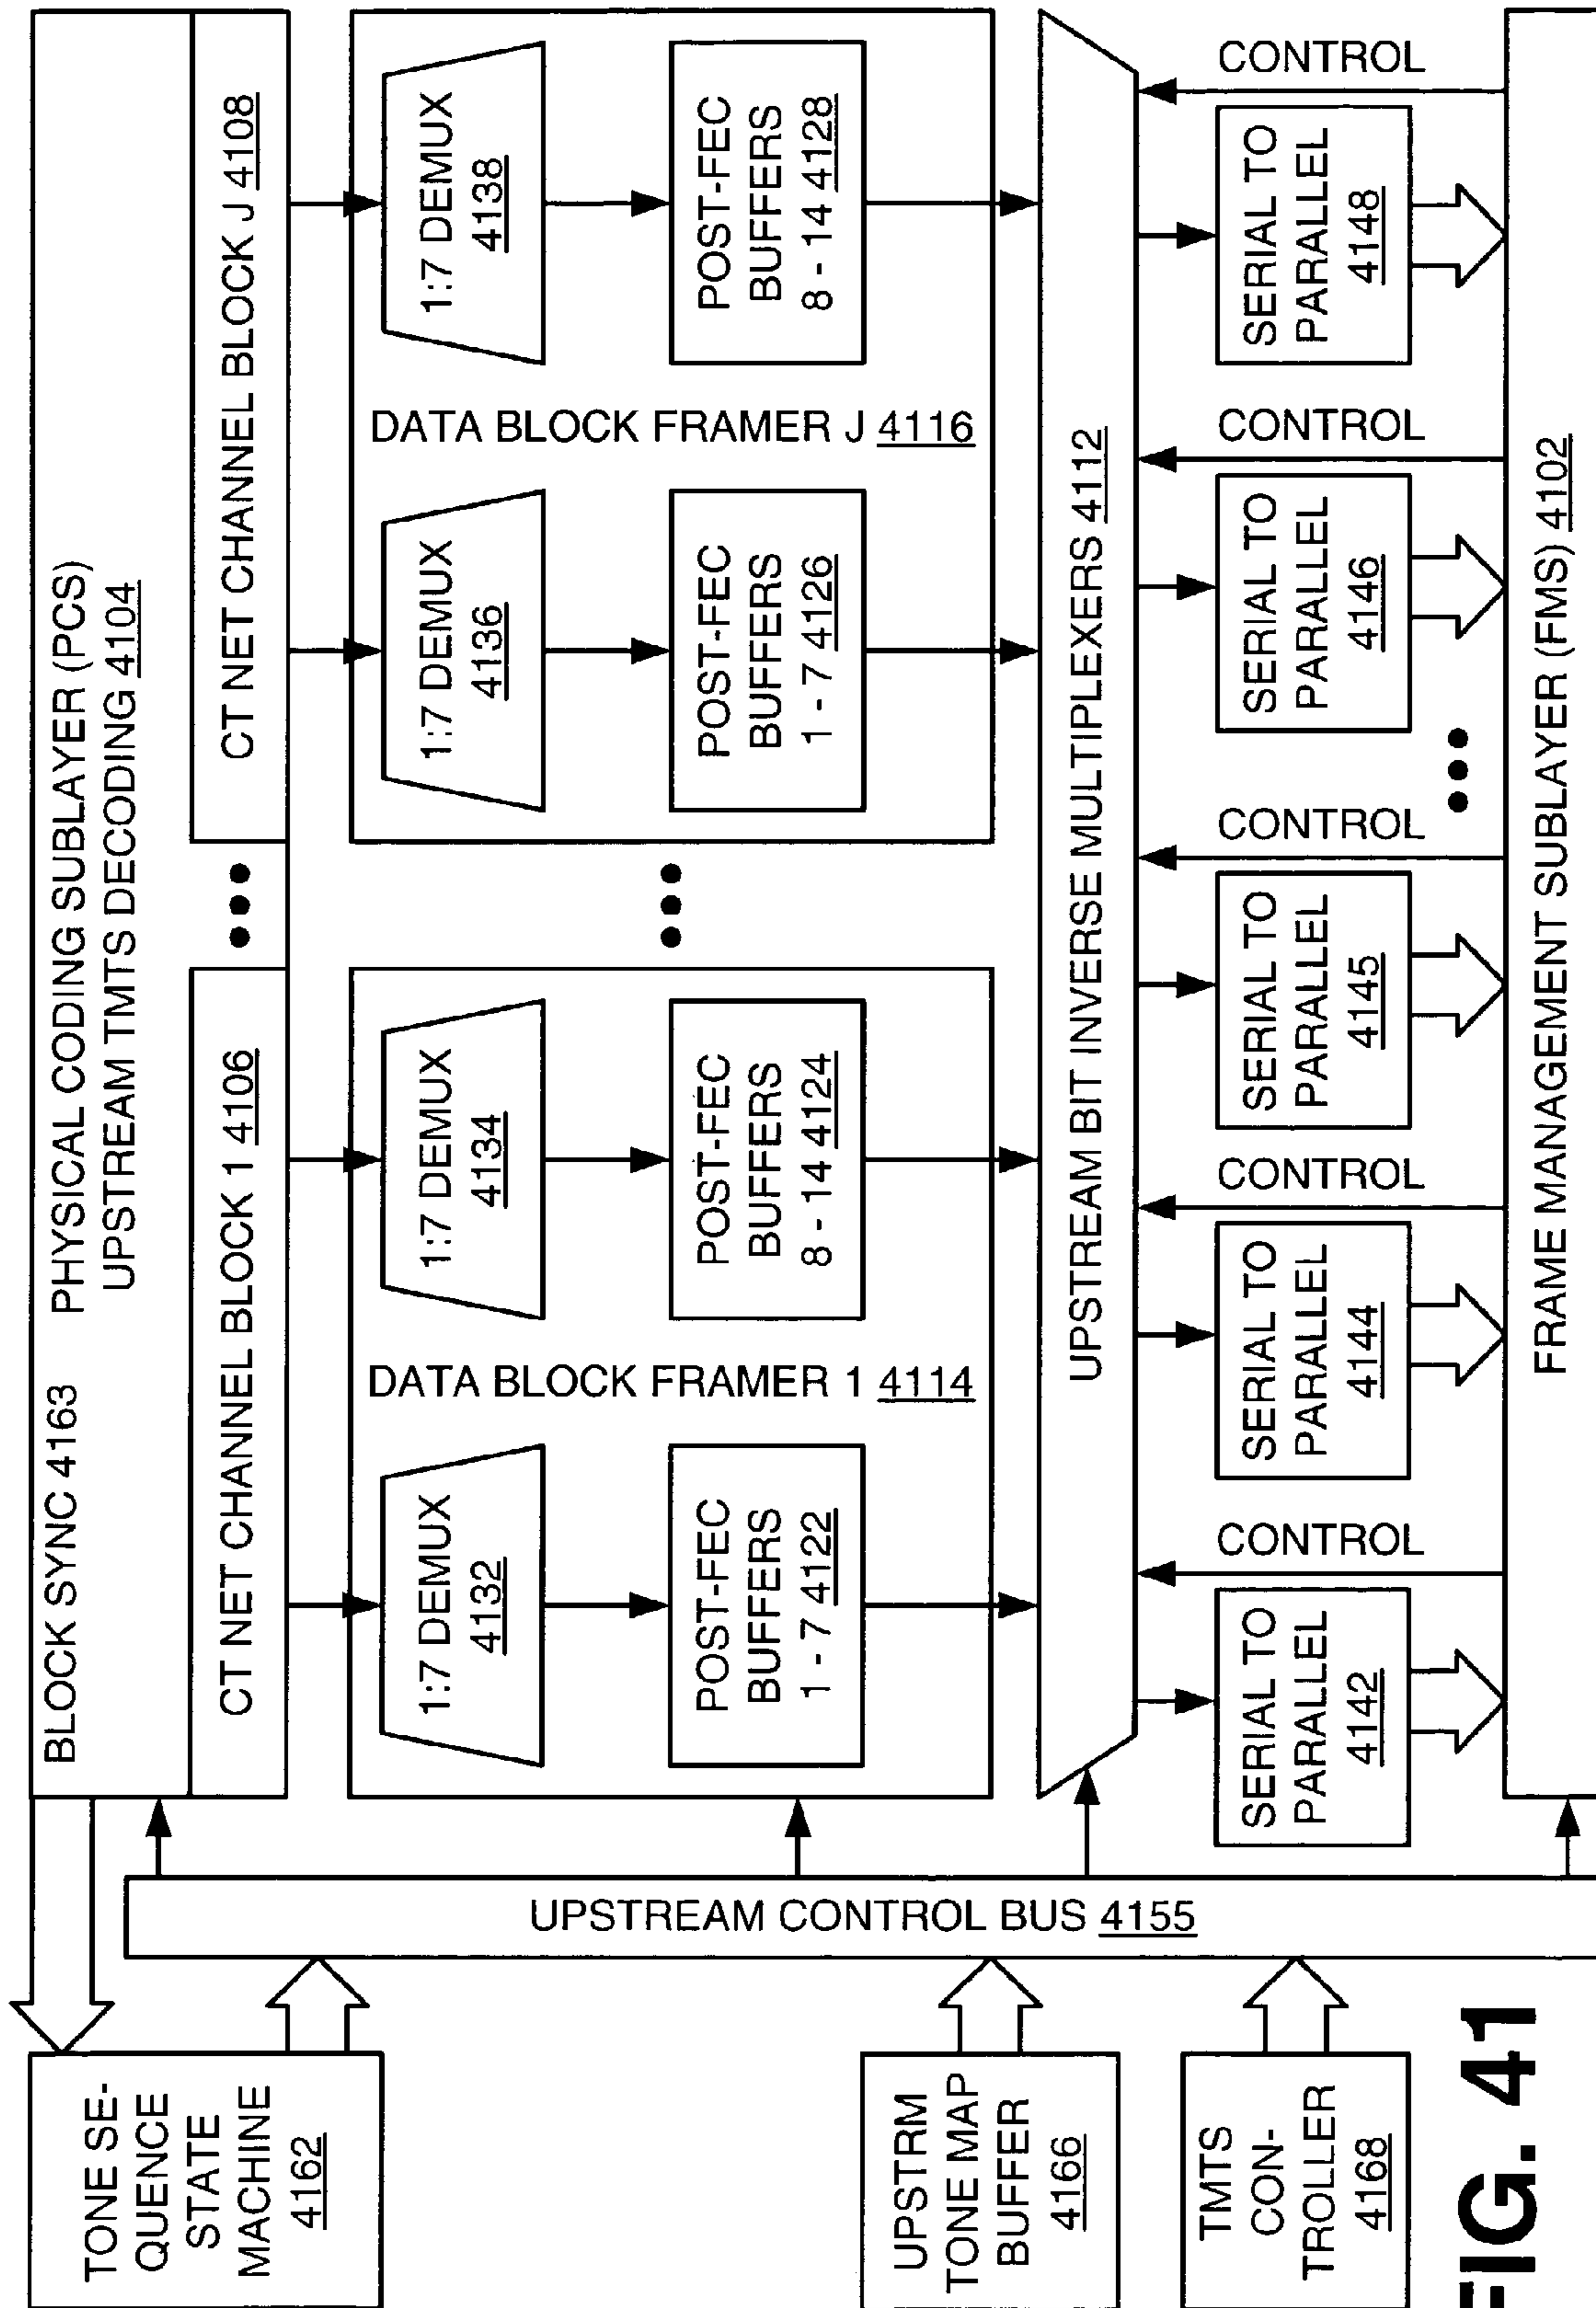 TONE SE-
QUENCE
STATE
MACHINE
4162
UPSTRM
TONE MAP
BUFFER
4166
TMTS
CON-
TROLLER
4168
UPSTREAM CONTROL BUS 4155
BLOCK SYNC 4163
PHYSICAL CODING SUBLAYER (PCS)
UPSTREAM TMTS DECODING 4104
CT NET CHANNEL BLOCK 1 4106
CT NET CHANNEL BLOCK J 4108
1:7 DEMUX
4132
1:7 DEMUX
4134
1:7 DEMUX
4136
1:7 DEMUX
4138
DATA BLOCK FRAMER 1 4114
DATA BLOCK FRAMER J 4116
POST-FEC
BUFFERS
1 - 7 4122
POST-FEC
BUFFERS
8 - 14 4124
POST-FEC
BUFFERS
1 - 7 4126
POST-FEC
BUFFERS
8 - 14 4128
UPSTREAM BIT INVERSE MULTIPLEXERS 4112
SERIAL TO
PARALLEL
4142
CONTROL
SERIAL TO
PARALLEL
4144
CONTROL
SERIAL TO
PARALLEL
4145
CONTROL
SERIAL TO
PARALLEL
4146
CONTROL
SERIAL TO
PARALLEL
4148
CONTROL
FRAME MANAGEMENT SUBLAYER (FMS) 4102
FIG. 41